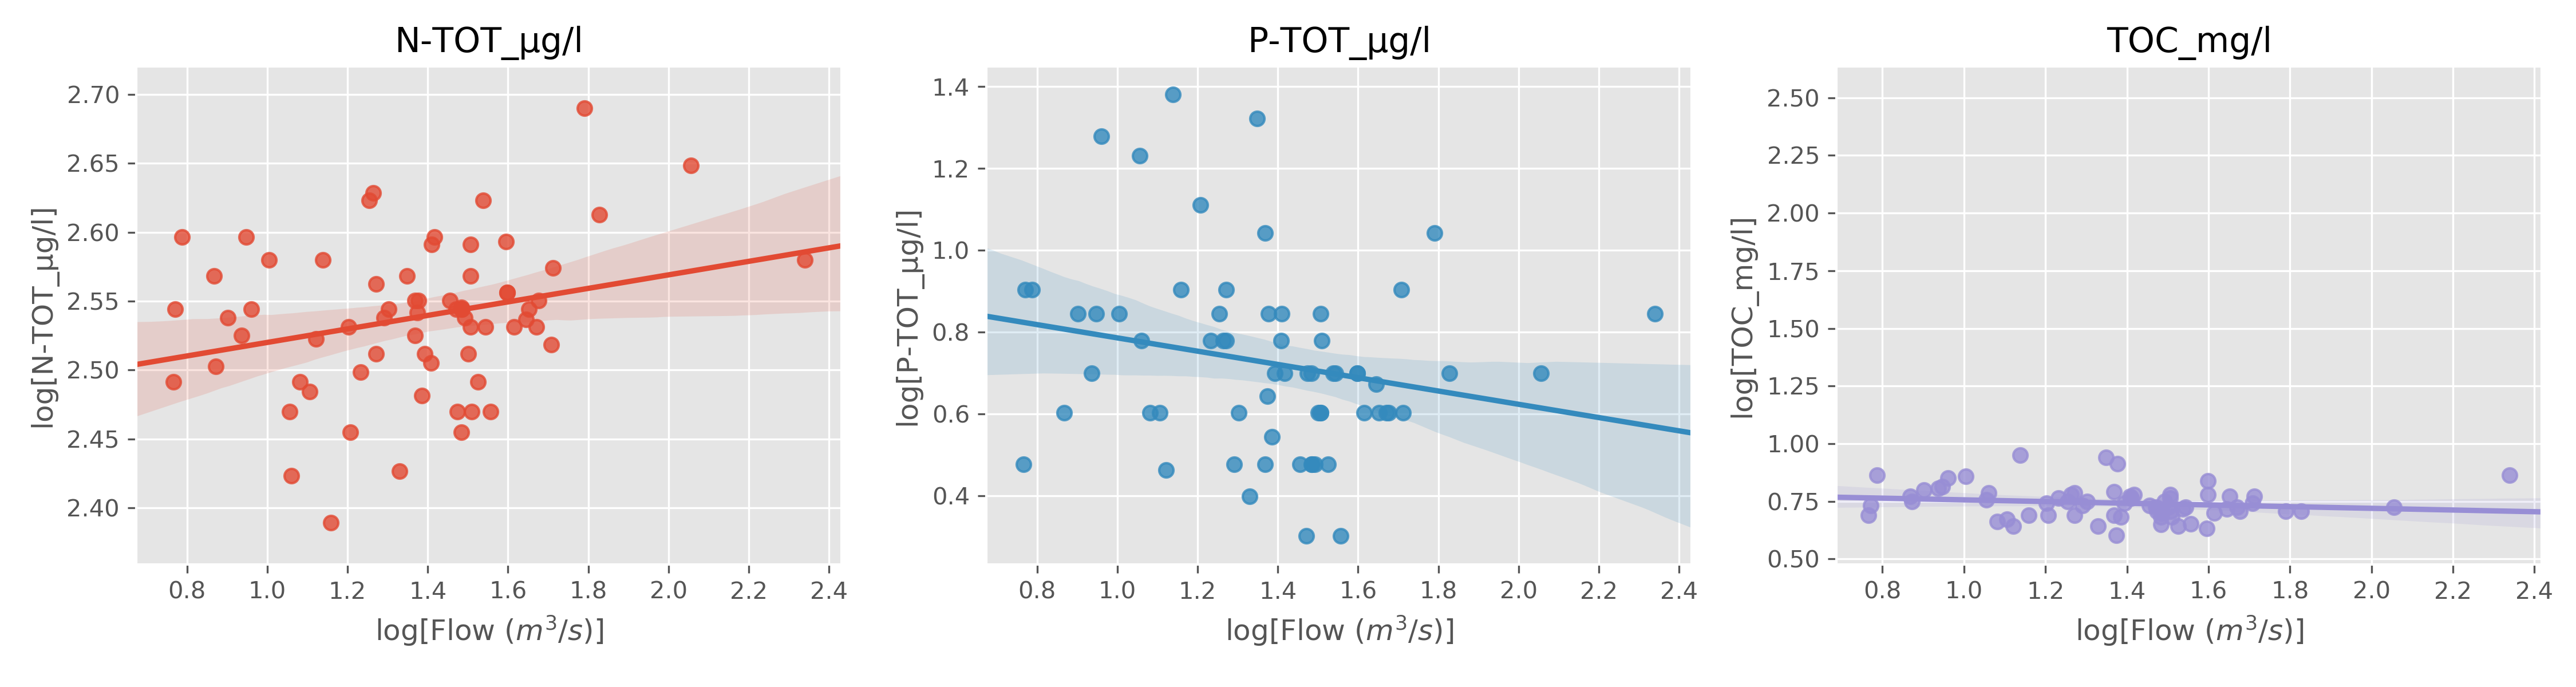 N-TOT_µg/l
P-TOT_µg/l
TOC_mg/l
log[N-TOT_µg/l]
2.70
2.65
2.60
2.55
2.50
2.45
2.40
0.8 1.0 1.2 1.4 1.6 1.8 2.0 2.2 2.4
log[Flow (m³/s)]
log[P-TOT_µg/l]
1.4
1.2
1.0
0.8
0.6
0.4
0.8 1.0 1.2 1.4 1.6 1.8 2.0 2.2 2.4
log[Flow (m³/s)]
log[TOC_mg/l]
2.50
2.25
2.00
1.75
1.50
1.25
1.00
0.75
0.50
0.8 1.0 1.2 1.4 1.6 1.8 2.0 2.2 2.4
log[Flow (m³/s)]